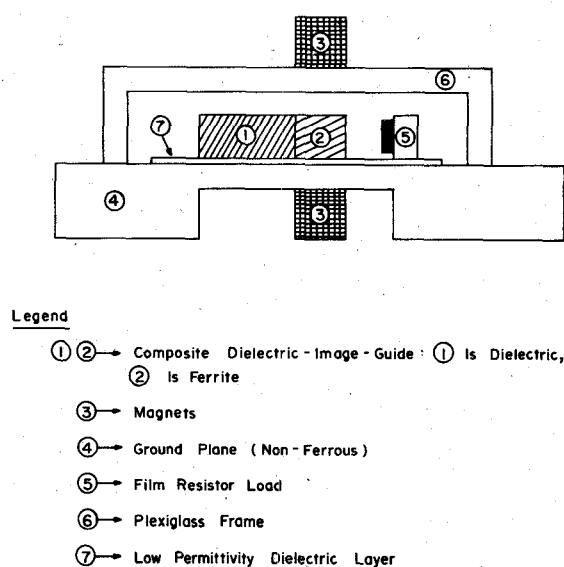 ③
⑥
⑦
①
②
⑤
④
③
Legend
① ② → Composite Dielectric - Image - Guide : ① Is Dielectric,
② Is Ferrite
③ → Magnets
④ → Ground Plane ( Non - Ferrous )
⑤ → Film Resistor Load
⑥ → Plexiglass Frame
⑦ → Low Permittivity Dielectric Layer